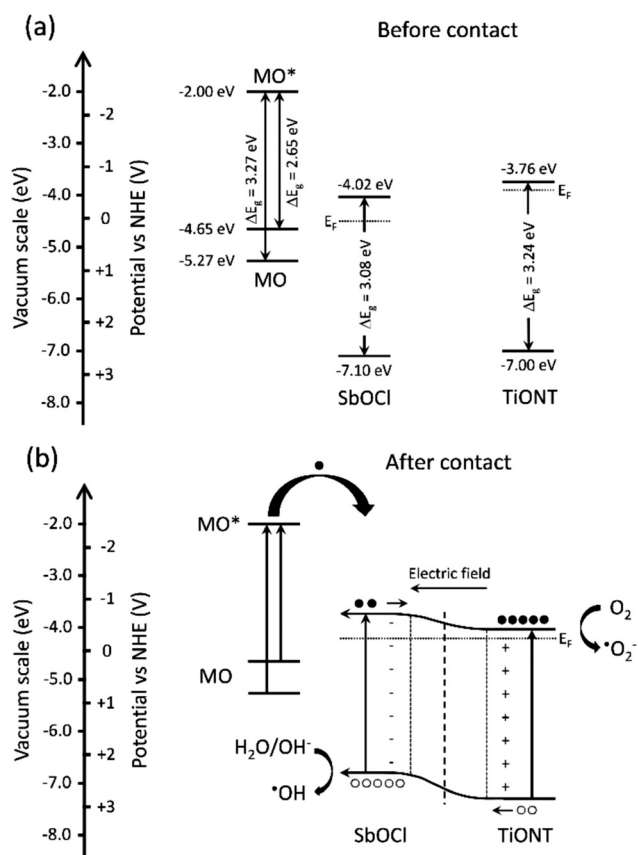 (a)
Before contact
Vacuum scale (eV)
-2.0
-3.0
-4.0
-5.0
-6.0
-7.0
-8.0
Potential vs NHE (V)
-2
-1
0
+1
+2
+3
MO*
-2.00 eV
ΔEg = 3.27 eV
ΔEg = 2.65 eV
-4.65 eV
-5.27 eV
MO
-4.02 eV
EF
ΔEg = 3.08 eV
-7.10 eV
SbOCl
-3.76 eV
EF
ΔEg = 3.24 eV
-7.00 eV
TiONT
(b)
After contact
Vacuum scale (eV)
-2.0
-3.0
-4.0
-5.0
-6.0
-7.0
-8.0
Potential vs NHE (V)
-2
-1
0
+1
+2
+3
MO*
MO
Electric field
O2
•O2-
EF
- - - - - -
+ + + + + + +
H2O/OH-
•OH
SbOCl
TiONT